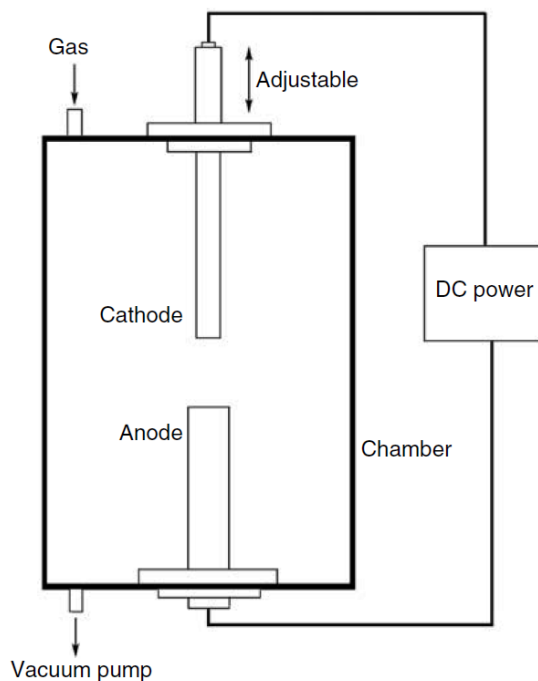 Gas
Adjustable
DC power
Cathode
Anode
Chamber
Vacuum pump